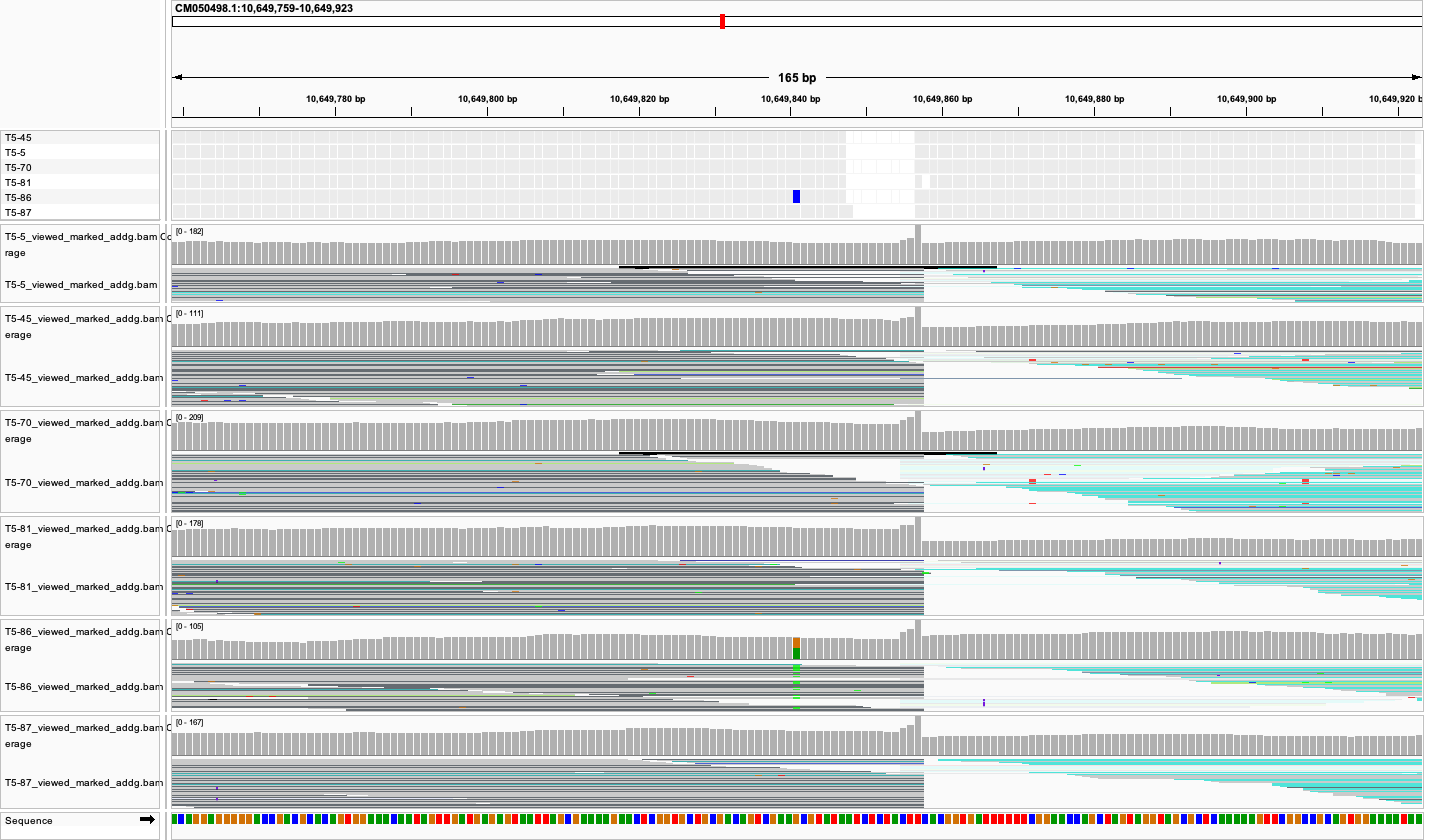 CM050498.1:10,649,759-10,649,923
165 bp
10,649,780 bp 10,649,800 bp 10,649,820 bp 10,649,840 bp 10,649,860 bp 10,649,880 bp 10,649,900 bp 10,649,920 b
T5-45
T5-5
T5-70
T5-81
T5-86
T5-87
T5-5_viewed_marked_addg.bam Co
rage
[0 - 182]
T5-5_viewed_marked_addg.bam
T5-45_viewed_marked_addg.bam C
erage
[0 - 111]
T5-45_viewed_marked_addg.bam
T5-70_viewed_marked_addg.bam C
erage
[0 - 209]
T5-70_viewed_marked_addg.bam
T5-81_viewed_marked_addg.bam C
erage
[0 - 178]
T5-81_viewed_marked_addg.bam
T5-86_viewed_marked_addg.bam C
erage
[0 - 105]
T5-86_viewed_marked_addg.bam
T5-87_viewed_marked_addg.bam C
erage
[0 - 167]
T5-87_viewed_marked_addg.bam
Sequence